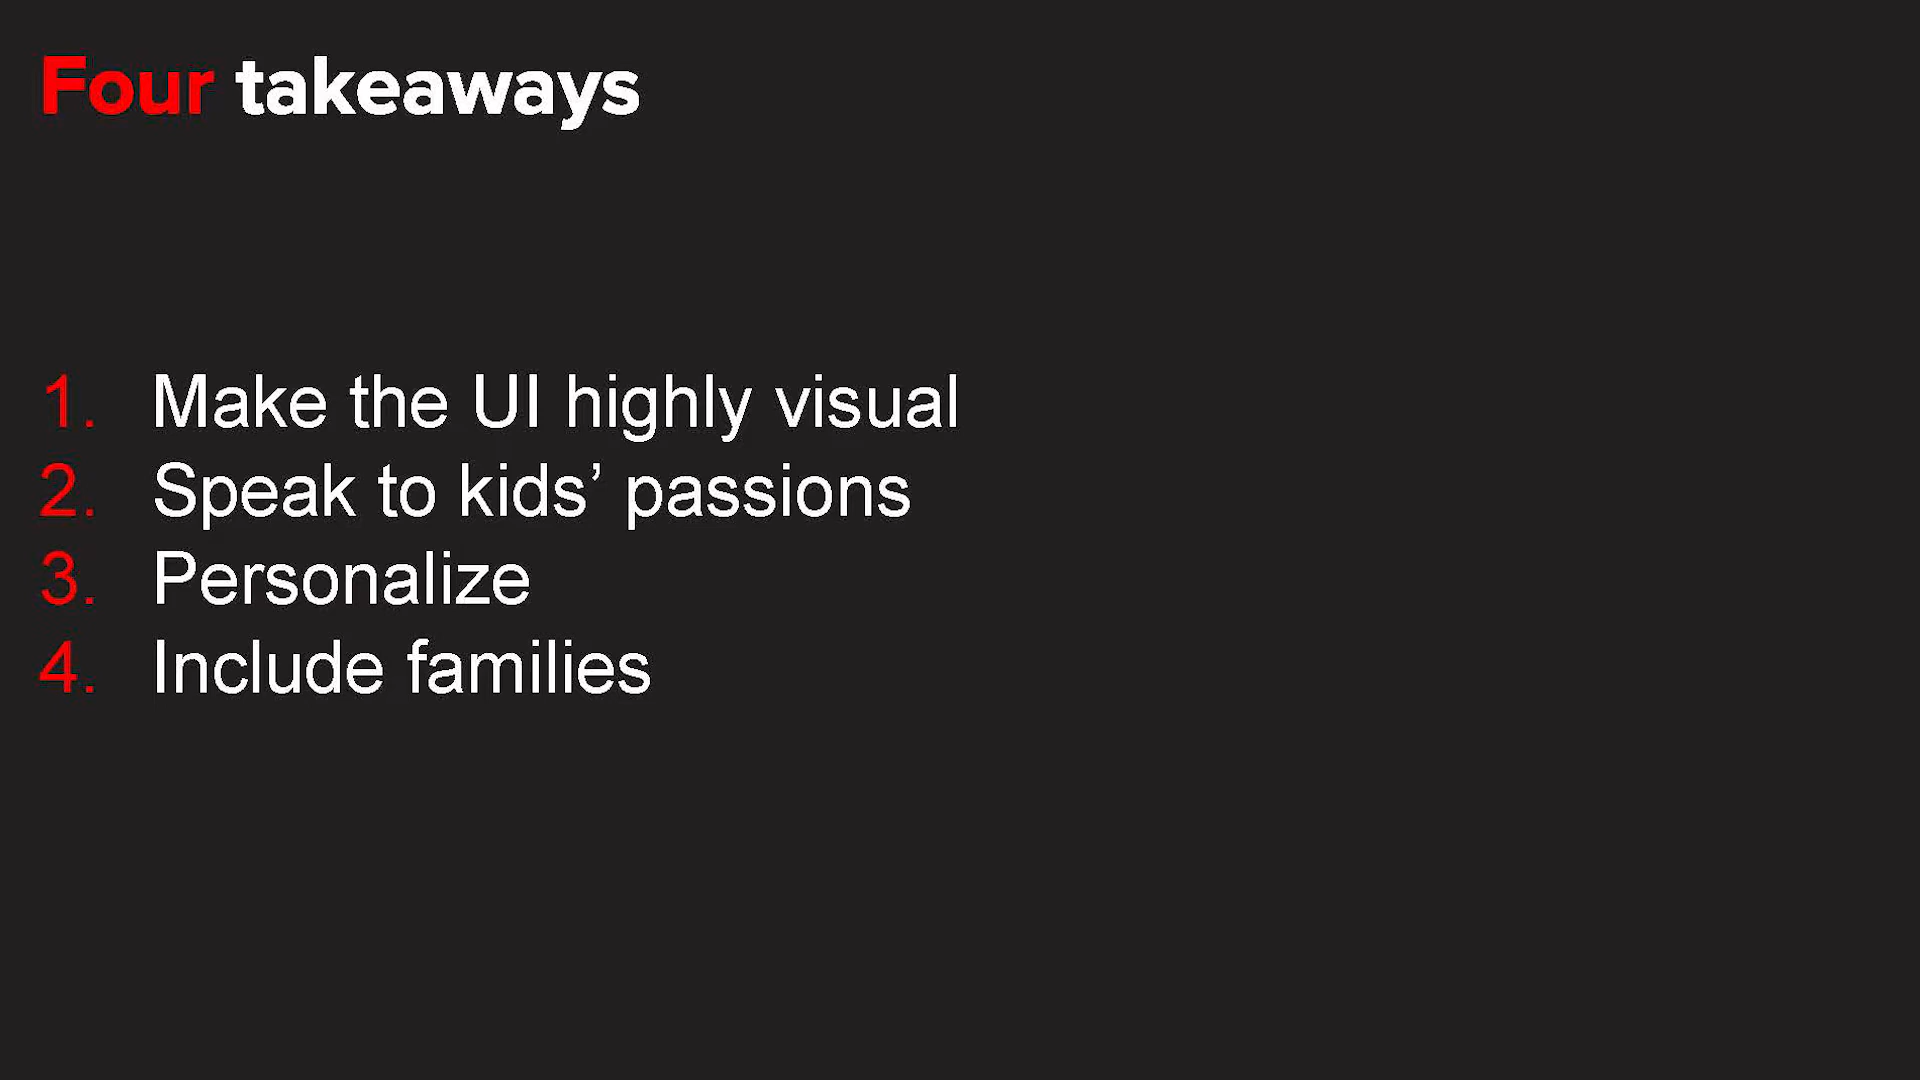 Four takeaways
1. Make the UI highly visual
2. Speak to kids’ passions
3. Personalize
4. Include families